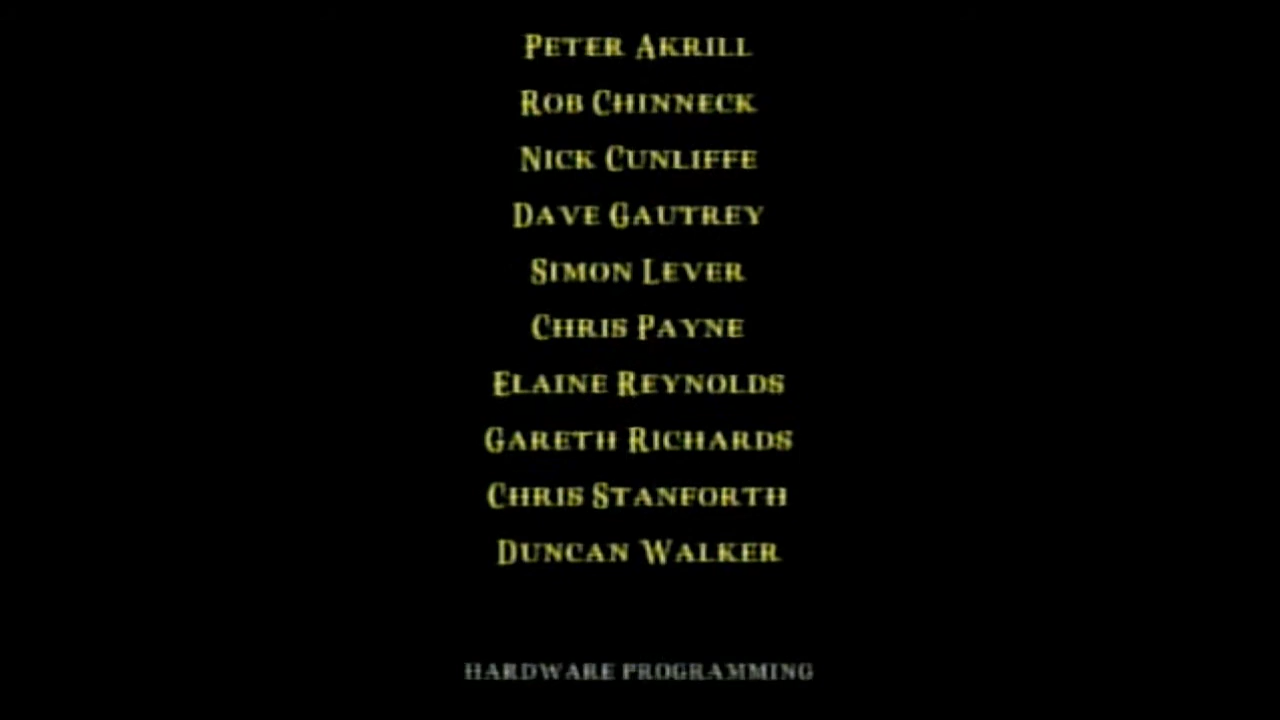 PETER AKRILL
ROB CHINNECK
NICK CUNLIFFE
DAVE GAUTREY
SIMON LEVER
CHRIS PAYNE
ELAINE REYNOLDS
GARETH RICHARDS
CHRIS STANFORTH
DUNCAN WALKER
HARDWARE PROGRAMMING